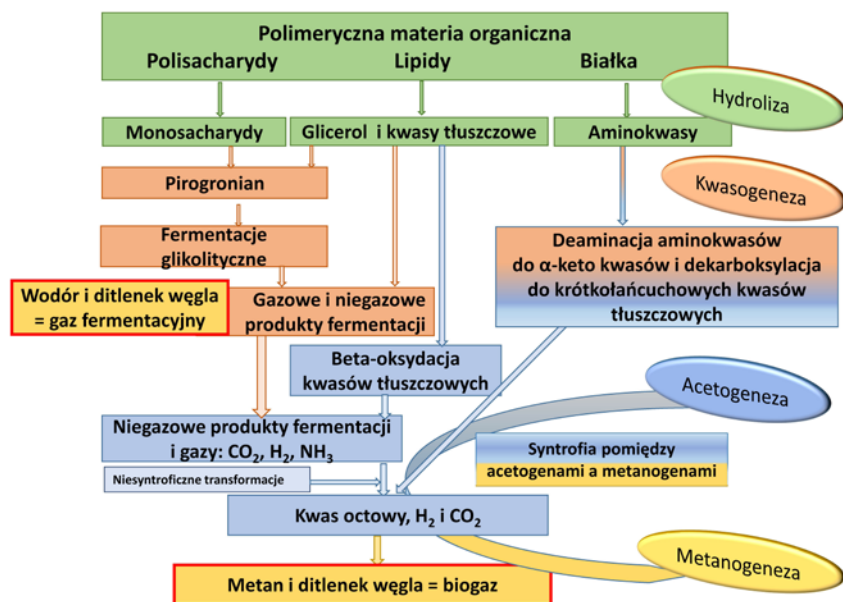 Polimeryczna materia organiczna
Polisacharydy Lipidy Białka
Hydroliza
Monosacharydy
Glicerol i kwasy tłuszczowe
Aminokwasy
Kwasogeneza
Pirogronian
Fermentacje
glikolityczne
Deaminacja aminokwasów
do α-keto kwasów i dekarboksylacja
do krótkołańcuchowych kwasów
tłuszczowych
Wodór i ditlenek węgla
= gaz fermentacyjny
Gazowe i niegazowe
produkty fermentacji
Beta-oksydacja
kwasów tłuszczowych
Acetogeneza
Niegazowe produkty fermentacji
i gazy: CO₂, H₂, NH₃
Syntrofia pomiędzy
acetogenami a metanogenami
Niesyntroficzne transformacje
Kwas octowy, H₂ i CO₂
Metanogeneza
Metan i ditlenek węgla = biogaz